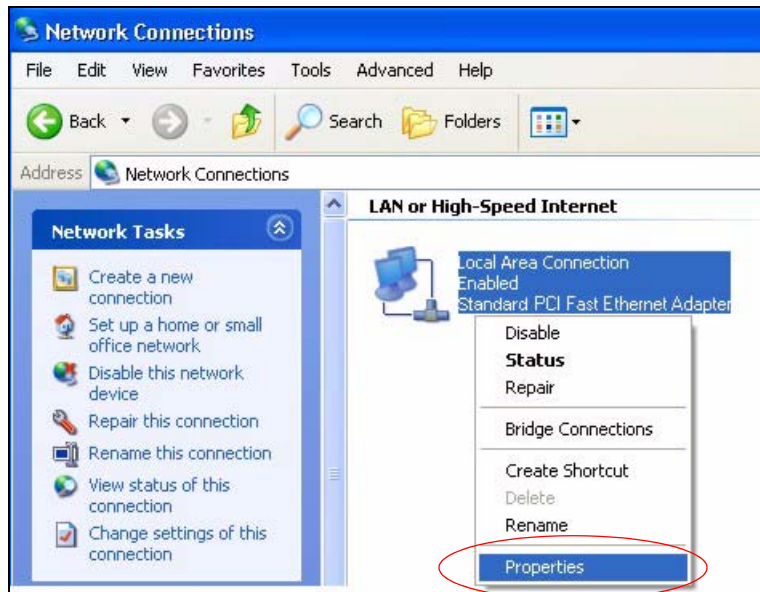 Network Connections
File Edit View Favorites Tools Advanced Help
Back Search Folders
Address Network Connections
Network Tasks
Create a new
connection
Set up a home or small
office network
Disable this network
device
Repair this connection
Rename this connection
View status of this
connection
Change settings of this
connection
LAN or High-Speed Internet
Local Area Connection
Enabled
Standard PCI Fast Ethernet Adapter
Disable
Status
Repair
Bridge Connections
Create Shortcut
Delete
Rename
Properties